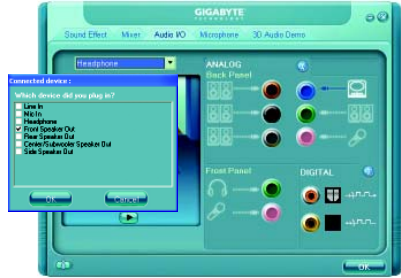 GIGABYTE
TECHNOLOGY
Sound Effect Mixer Audio I/O Microphone 3D Audio Demo
Headphone
ANALOG
Back Panel
Connected device :
Which device did you plug in?
Line In
Mic In
Headphone
Front Speaker Out
Rear Speaker Out
Center/Subwoofer Speaker Out
Side Speaker Out
OK Cancel
Front Panel
DIGITAL
OK